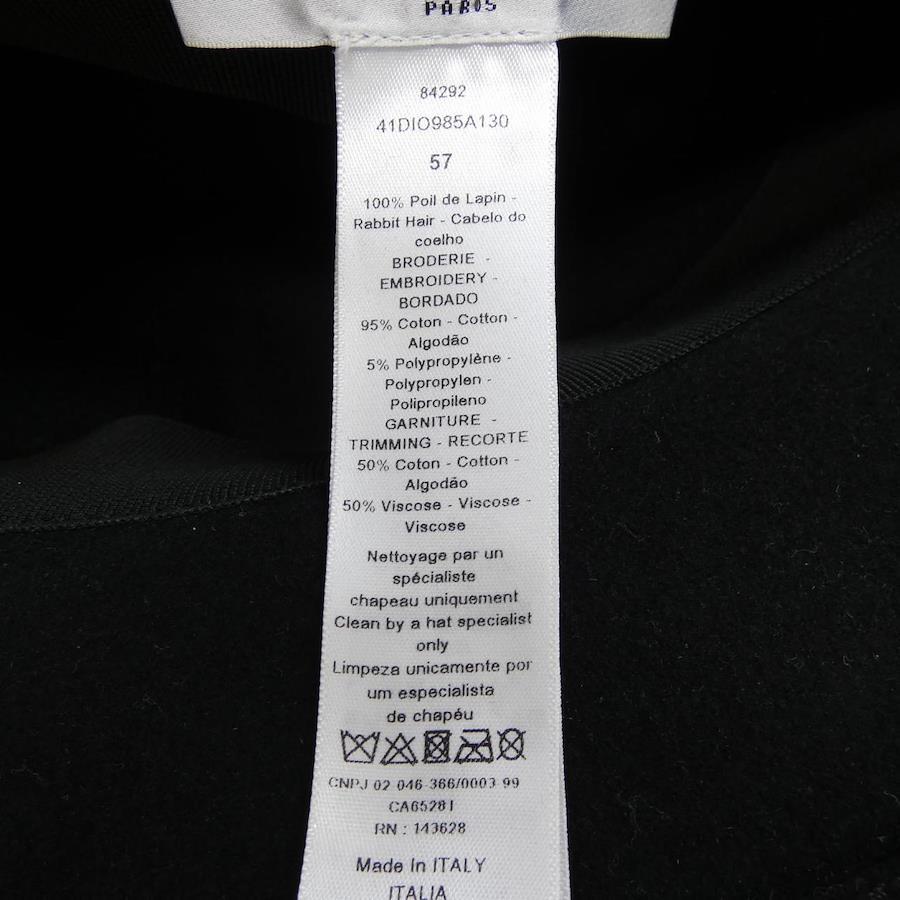 PARIS
84292
41DIO985A130
57
100% Poil de Lapin -
Rabbit Hair - Cabelo do
coelho
BRODERIE -
EMBROIDERY -
BORDADO
95% Coton - Cotton -
Algodão
5% Polypropylène -
Polypropylen -
Polipropileno
GARNITURE -
TRIMMING - RECORTE
50% Coton - Cotton -
Algodão
50% Viscose - Viscose -
Viscose
Nettoyage par un
spécialiste
chapeau uniquement
Clean by a hat specialist
only
Limpeza unicamente por
um especialista
de chapéu
CNPJ 02-046-366/0003-99
CA65281
RN : 143628
Made In ITALY
ITALIA